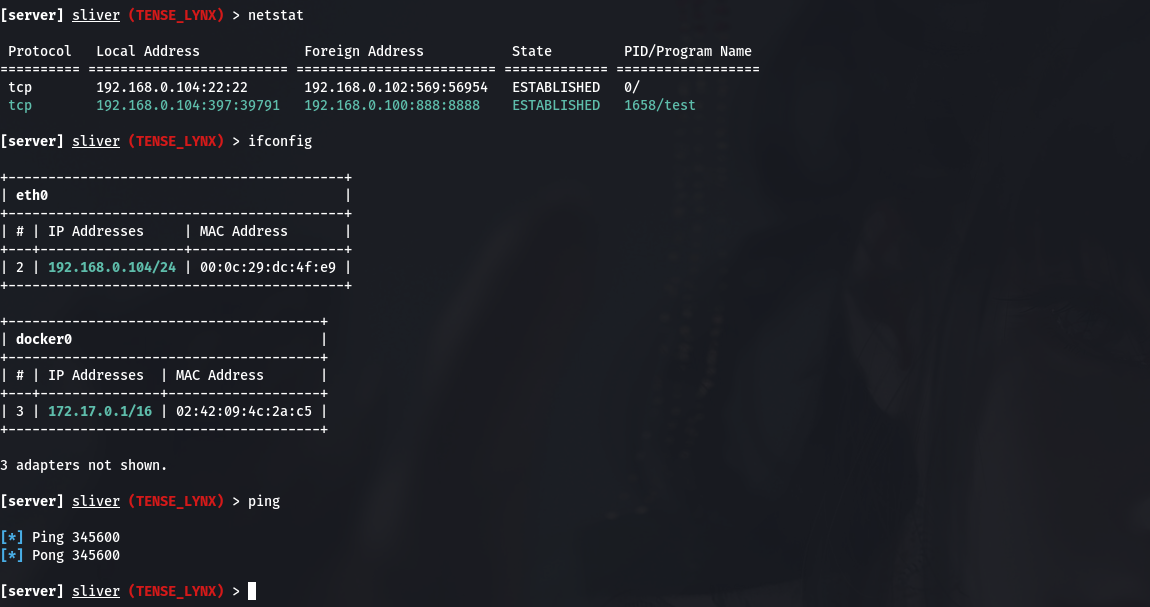 [server] sliver (TENSE_LYNX) > netstat
Protocol   Local Address             Foreign Address           State         PID/Program Name
========== ========================= ========================= ============= ==================
tcp        192.168.0.104:22:22       192.168.0.102:569:56954   ESTABLISHED   0/
tcp        192.168.0.104:397:39791   192.168.0.100:888:8888    ESTABLISHED   1658/test
[server] sliver (TENSE_LYNX) > ifconfig
+------------------------------------------+
| eth0                                     |
+------------------------------------------+
| # | IP Addresses     | MAC Address       |
+---+------------------+-------------------+
| 2 | 192.168.0.104/24 | 00:0c:29:dc:4f:e9 |
+------------------------------------------+
+---------------------------------------+
| docker0                               |
+---------------------------------------+
| # | IP Addresses  | MAC Address       |
+---+---------------+-------------------+
| 3 | 172.17.0.1/16 | 02:42:09:4c:2a:c5 |
+---------------------------------------+
3 adapters not shown.
[server] sliver (TENSE_LYNX) > ping
[*] Ping 345600
[*] Pong 345600
[server] sliver (TENSE_LYNX) >